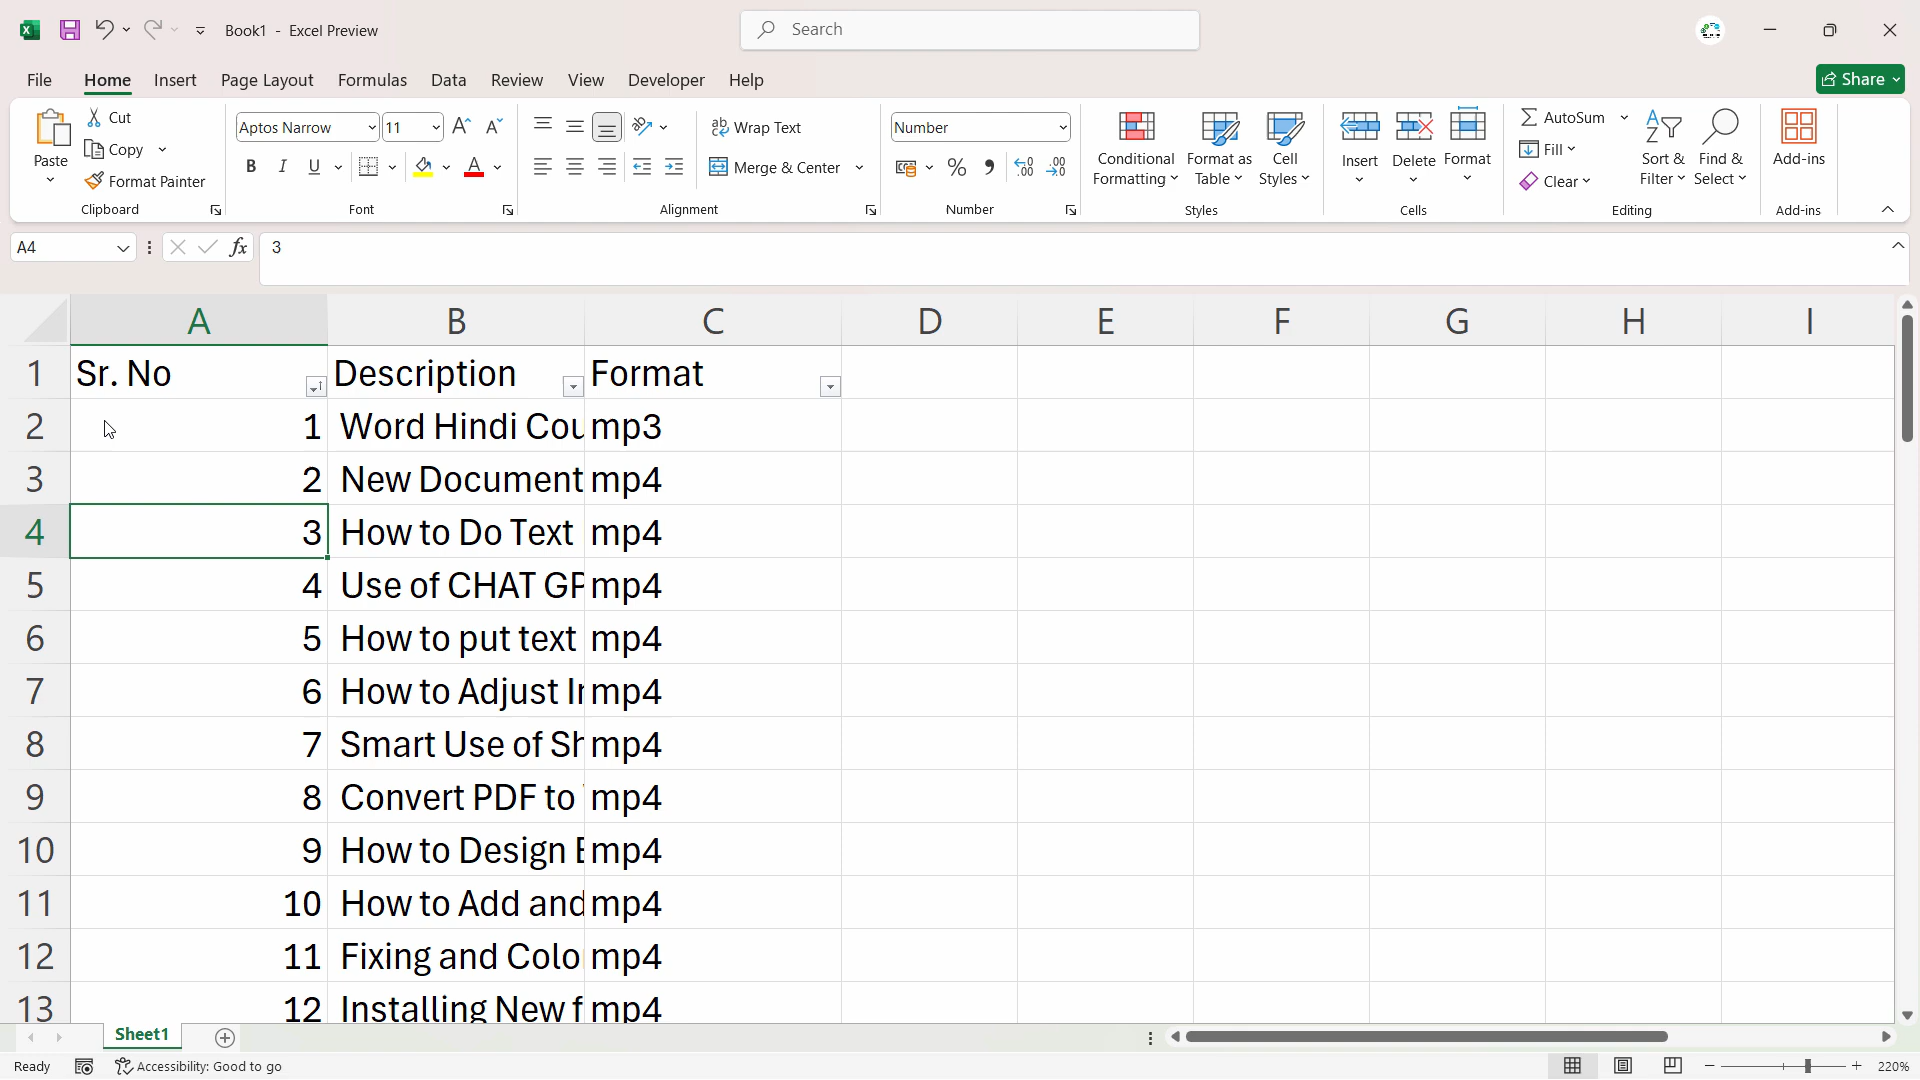 Book1 - Excel Preview
Search
File Home Insert Page Layout Formulas Data Review View Developer Help Share
Paste
Cut
Copy
Format Painter
Clipboard
Aptos Narrow 11
B I U
Font
Wrap Text
Merge & Center
Alignment
Number
Number
Conditional Formatting
Format as Table
Cell Styles
Styles
Insert Delete Format
Cells
AutoSum
Fill
Clear
Sort & Filter
Find & Select
Editing
Add-ins
Add-ins
A4 fx 3
A B C D E F G H I
1 Sr. No Description Format
2 1 Word Hindi Cou mp3
3 2 New Document mp4
4 3 How to Do Text mp4
5 4 Use of CHAT GP mp4
6 5 How to put text mp4
7 6 How to Adjust Ir mp4
8 7 Smart Use of Sh mp4
9 8 Convert PDF to mp4
10 9 How to Design mp4
11 10 How to Add and mp4
12 11 Fixing and Colo mp4
13 12 Installing New f mp4
Sheet1
Ready Accessibility: Good to go 220%